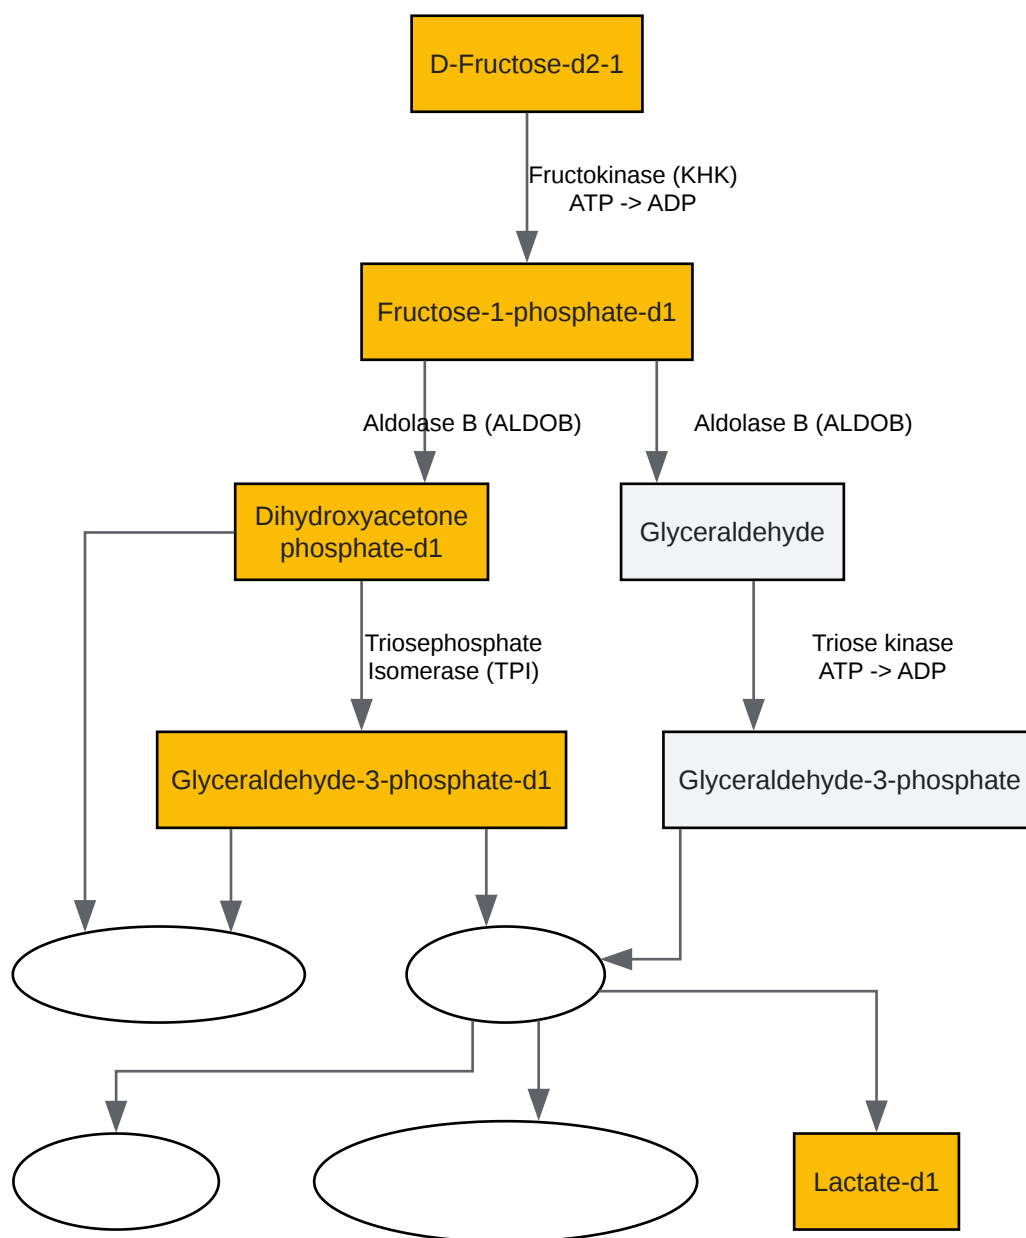 D-Fructose-d2-1
Fructokinase (KHK)
ATP -> ADP
Fructose-1-phosphate-d1
Aldolase B (ALDOB)
Aldolase B (ALDOB)
Dihydroxyacetone
phosphate-d1
Glyceraldehyde
Triosephosphate
Isomerase (TPI)
Triose kinase
ATP -> ADP
Glyceraldehyde-3-phosphate-d1
Glyceraldehyde-3-phosphate
Lactate-d1